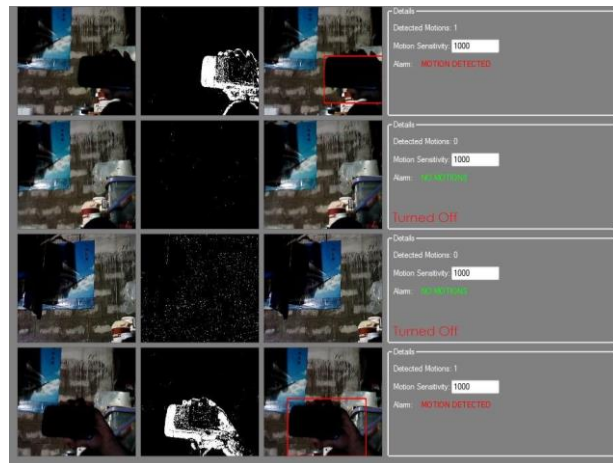 Details
Detected Motions: 1
Motion Sensitivity: 1000
Alarm: MOTION DETECTED
Details
Detected Motions: 0
Motion Sensitivity: 1000
Alarm: NO MOTIONS
Turned Off
Details
Detected Motions: 0
Motion Sensitivity: 1000
Alarm: NO MOTIONS
Turned Off
Details
Detected Motions: 1
Motion Sensitivity: 1000
Alarm: MOTION DETECTED